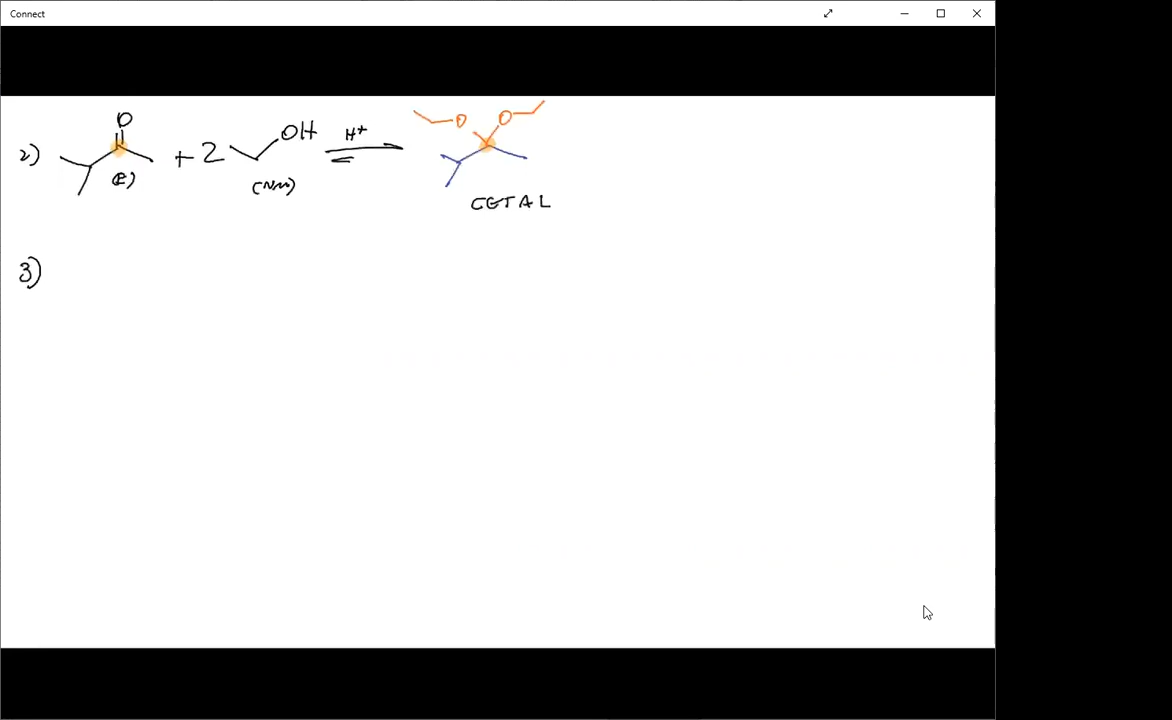 Connect
2) O (E) + 2 OH (Nu) H+ O O
CETAL
3)